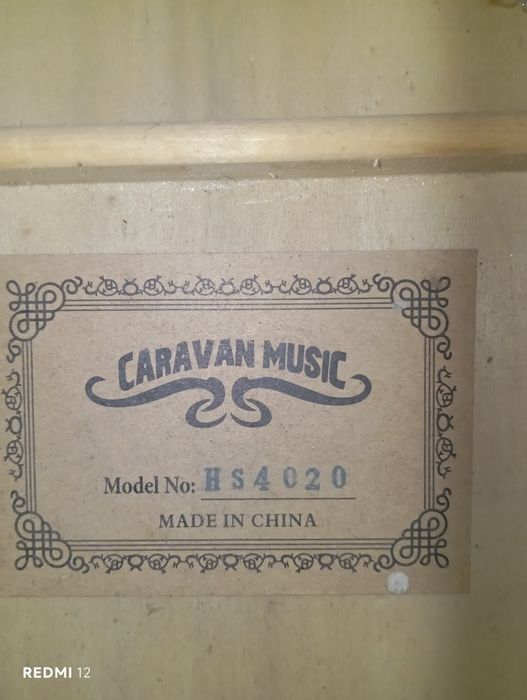 CARAVAN MUSIC
Model No: HS4020
MADE IN CHINA
REDMI 12